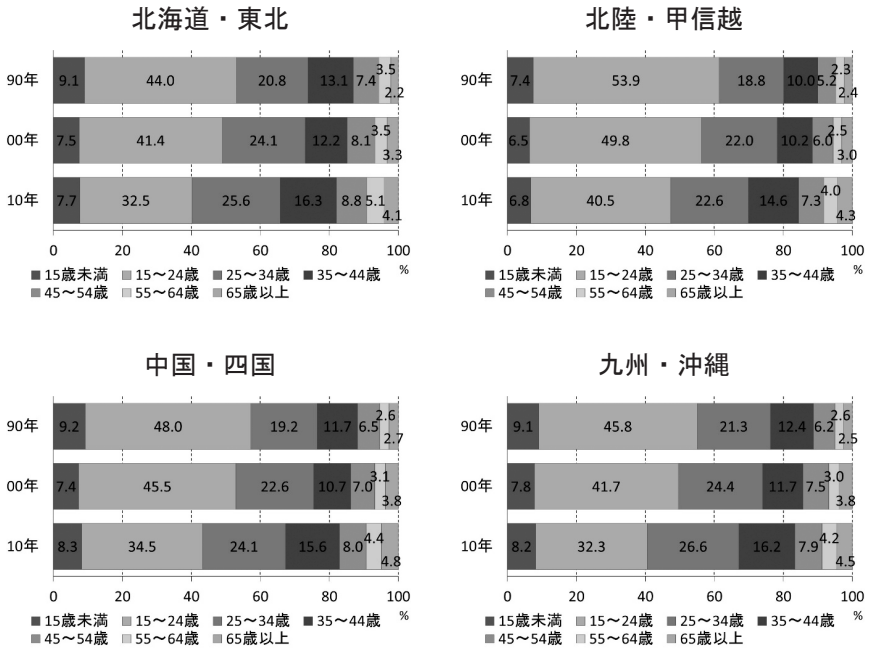 北海道・東北
90年 9.1 44.0 20.8 13.1 7.4 3.5 2.2
00年 7.5 41.4 24.1 12.2 8.1 3.5 3.3
10年 7.7 32.5 25.6 16.3 8.8 5.1 4.1
0 20 40 60 80 100
■15歳未満 ■15～24歳 ■25～34歳 ■35～44歳 %
■45～54歳 ■55～64歳 ■65歳以上
北陸・甲信越
90年 7.4 53.9 18.8 10.0 5.2 2.3 2.4
00年 6.5 49.8 22.0 10.2 6.0 2.5 3.0
10年 6.8 40.5 22.6 14.6 7.3 4.0 4.3
0 20 40 60 80 100
■15歳未満 ■15～24歳 ■25～34歳 ■35～44歳 %
■45～54歳 ■55～64歳 ■65歳以上
中国・四国
90年 9.2 48.0 19.2 11.7 6.5 2.6 2.7
00年 7.4 45.5 22.6 10.7 7.0 3.1 3.8
10年 8.3 34.5 24.1 15.6 8.0 4.4 4.8
0 20 40 60 80 100
■15歳未満 ■15～24歳 ■25～34歳 ■35～44歳 %
■45～54歳 ■55～64歳 ■65歳以上
九州・沖縄
90年 9.1 45.8 21.3 12.4 6.2 2.6 2.5
00年 7.8 41.7 24.4 11.7 7.5 3.0 3.8
10年 8.2 32.3 26.6 16.2 7.9 4.2 4.5
0 20 40 60 80 100
■15歳未満 ■15～24歳 ■25～34歳 ■35～44歳 %
■45～54歳 ■55～64歳 ■65歳以上